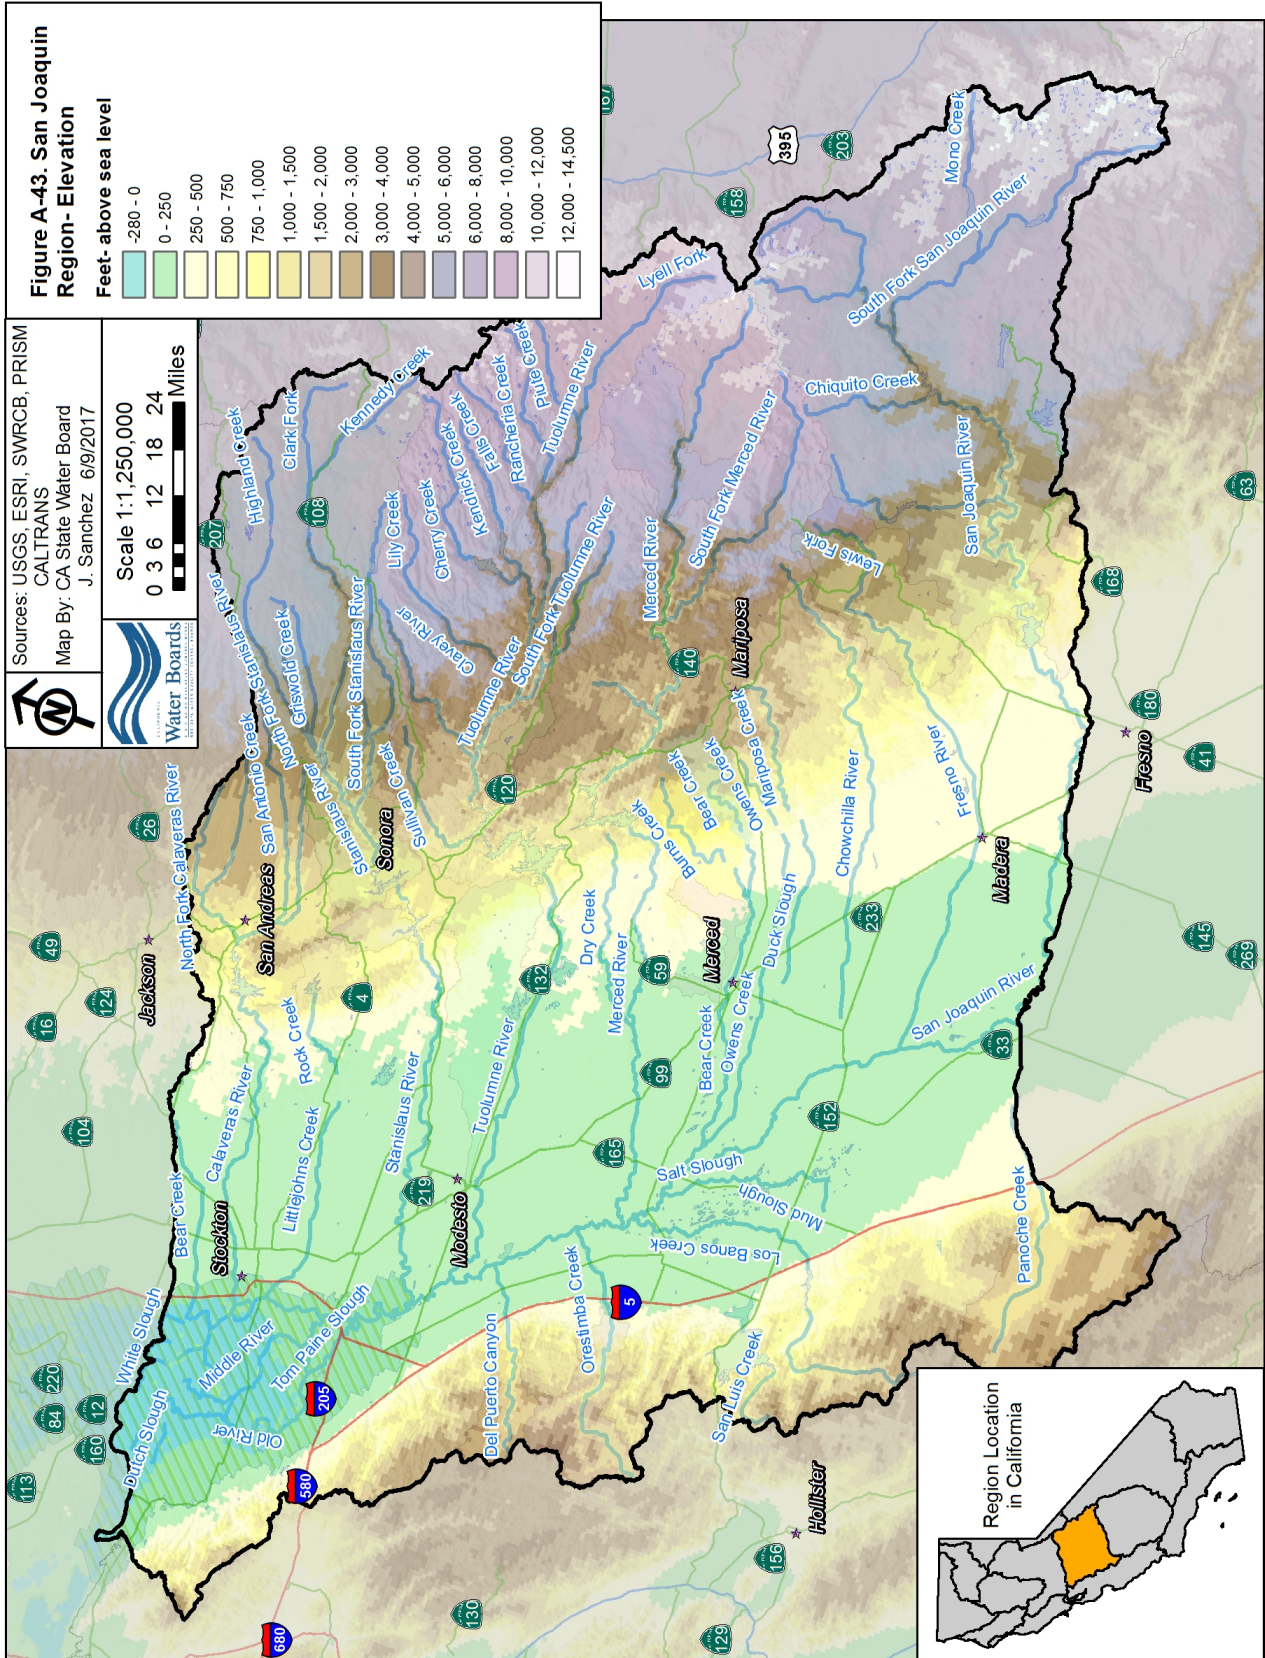 Figure A-43. San Joaquin
Region- Elevation
Feet- above sea level
-280 - 0
0 - 250
250 - 500
500 - 750
750 - 1,000
1,000 - 1,500
1,500 - 2,000
2,000 - 3,000
3,000 - 4,000
4,000 - 5,000
5,000 - 6,000
6,000 - 8,000
8,000 - 10,000
10,000 - 12,000
12,000 - 14,500
Sources: USGS, ESRI, SWRCB, PRISM
CALTRANS
Map By: CA State Water Board
J. Sanchez 6/9/2017
N
Scale 1:1,250,000
0 3 6 12 18 24
Miles
CALIFORNIA
Water Boards
113
160
84
220
12
104
16
124
49
26
207
108
167
158
395
203
680
580
205
5
219
4
120
132
165
99
59
140
130
129
156
152
233
33
168
180
41
145
269
63
Jackson
San Andreas
Stockton
Sonora
Modesto
Merced
Mariposa
Madera
Fresno
Hollister
Dutch Slough
White Slough
Bear Creek
Middle River
Old River
Tom Paine Slough
Calaveras River
North Fork Calaveras River
San Antonio Creek
North Fork Stanislaus River
Highland Creek
Clark Fork
Kennedy Creek
Griswold Creek
Stanislaus River
South Fork Stanislaus River
Sullivan Creek
Rock Creek
Littlejohns Creek
Stanislaus River
Lily Creek
Cherry Creek
Kendrick Creek
Falls Creek
Rancheria Creek
Piute Creek
Tuolumne River
Clavey River
Tuolumne River
South Fork Tuolumne River
Lyell Fork
Tuolumne River
Dry Creek
Merced River
Merced River
South Fork Merced River
Burns Creek
Bear Creek
Owens Creek
Mariposa Creek
Lewis Fork
Chiquito Creek
South Fork San Joaquin River
Mono Creek
San Joaquin River
Chowchilla River
Fresno River
Duck Slough
Bear Creek
Owens Creek
San Joaquin River
Salt Slough
Mud Slough
Los Banos Creek
Orestimba Creek
Del Puerto Canyon
San Luis Creek
Panoche Creek
Region Location
in California